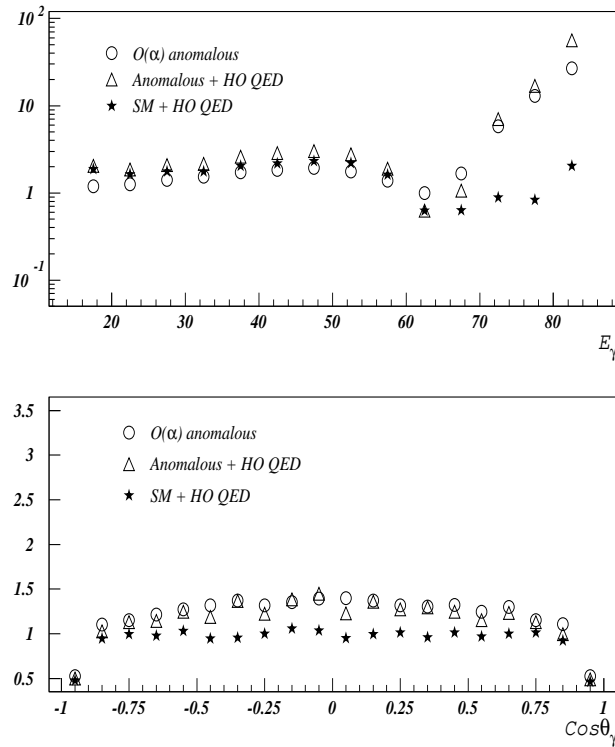 10 2
10
1
10 -1
O(α) anomalous
Anomalous + HO QED
SM + HO QED
20 30 40 50 60 70 80
Eγ
3.5
3
2.5
2
1.5
1
0.5
O(α) anomalous
Anomalous + HO QED
SM + HO QED
-1 -0.75 -0.5 -0.25 0 0.25 0.5 0.75 1
Cosθγ